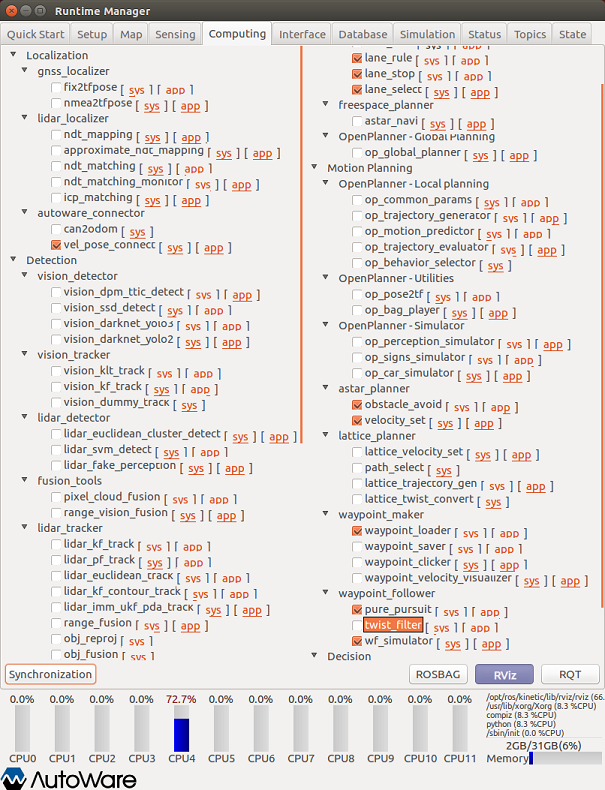 Runtime Manager
Quick Start Setup Map Sensing Computing Interface Database Simulation Status Topics State
Localization
gnss_localizer
fix2tfpose [ sys ] [ app ]
nmea2tfpose [ sys ] [ app ]
lidar_localizer
ndt_mapping [ sys ] [ app ]
approximate_ndt_mapping [ sys ] [ app ]
ndt_matching [ sys ] [ app ]
ndt_matching_monitor [ sys ] [ app ]
icp_matching [ sys ] [ app ]
autoware_connector
can2odom [ sys ]
vel_pose_connect [ sys ] [ app ]
Detection
vision_detector
vision_dpm_ttic_detect [ sys ] [ app ]
vision_ssd_detect [ sys ] [ app ]
vision_darknet_yolo3 [ sys ] [ app ]
vision_darknet_yolo2 [ sys ] [ app ]
vision_tracker
vision_klt_track [ sys ] [ app ]
vision_kf_track [ sys ] [ app ]
vision_dummy_track [ sys ]
lidar_detector
lidar_euclidean_cluster_detect [ sys ] [ app ]
lidar_svm_detect [ sys ] [ app ]
lidar_fake_perception [ sys ] [ app ]
fusion_tools
pixel_cloud_fusion [ sys ] [ app ]
range_vision_fusion [ sys ] [ app ]
lidar_tracker
lidar_kf_track [ sys ] [ app ]
lidar_pf_track [ sys ] [ app ]
lidar_euclidean_track [ sys ] [ app ]
lidar_kf_contour_track [ sys ] [ app ]
lidar_imm_ukf_pda_track [ sys ] [ app ]
range_fusion [ sys ] [ app ]
obj_reproj [ sys ]
obj_fusion [ sys ] [ app ]
lane_rule [ sys ] [ app ]
lane_stop [ sys ] [ app ]
lane_select [ sys ] [ app ]
freespace_planner
astar_navi [ sys ] [ app ]
OpenPlanner - Global Planning
op_global_planner [ sys ] [ app ]
Motion Planning
OpenPlanner - Local planning
op_common_params [ sys ] [ app ]
op_trajectory_generator [ sys ] [ app ]
op_motion_predictor [ sys ] [ app ]
op_trajectory_evaluator [ sys ] [ app ]
op_behavior_selector [ sys ]
OpenPlanner - Utilities
op_pose2tf [ sys ] [ app ]
op_bag_player [ sys ] [ app ]
OpenPlanner - Simulator
op_perception_simulator [ sys ] [ app ]
op_signs_simulator [ sys ] [ app ]
op_car_simulator [ sys ] [ app ]
astar_planner
obstacle_avoid [ sys ] [ app ]
velocity_set [ sys ] [ app ]
lattice_planner
lattice_velocity_set [ sys ] [ app ]
path_select [ sys ]
lattice_trajectory_gen [ sys ] [ app ]
lattice_twist_convert [ sys ]
waypoint_maker
waypoint_loader [ sys ] [ app ]
waypoint_saver [ sys ] [ app ]
waypoint_clicker [ sys ] [ app ]
waypoint_velocity_visualizer [ sys ] [ app ]
waypoint_follower
pure_pursuit [ sys ] [ app ]
twist_filter [ sys ] [ app ]
wf_simulator [ sys ] [ app ]
Decision
Synchronization ROSBAG RViz RQT
0.0% 0.0% 0.0% 0.0% 72.7% 0.0% 0.0% 0.0% 0.0% 0.0% 0.0% 0.0%
CPU0 CPU1 CPU2 CPU3 CPU4 CPU5 CPU6 CPU7 CPU8 CPU9 CPU10 CPU11
/opt/ros/kinetic/lib/rviz/rviz (66.
/usr/lib/xorg/Xorg (8.3 %CPU)
compiz (8.3 %CPU)
python (8.3 %CPU)
/sbin/init (0.0 %CPU)
2GB/31GB(6%)
Memory
AutoWare